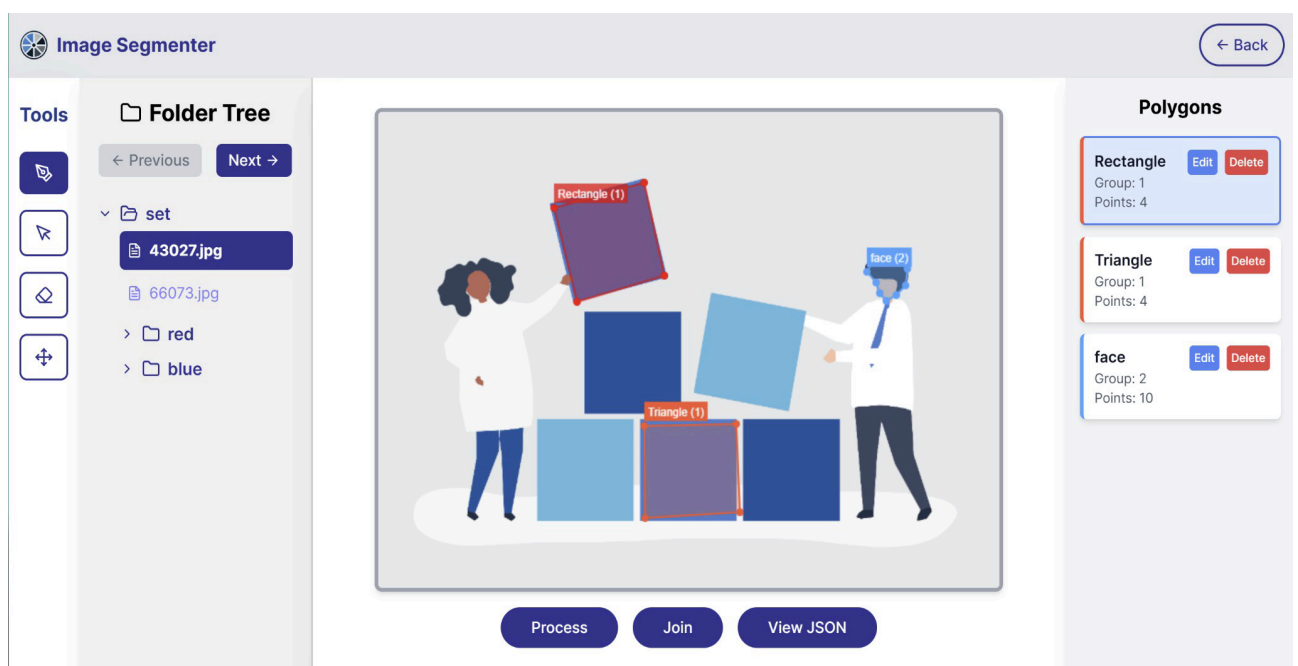 Image Segmenter
← Back
Tools
Folder Tree
← Previous
Next →
set
43027.jpg
66073.jpg
red
blue
Rectangle (1)
face (2)
Triangle (1)
Process
Join
View JSON
Polygons
Rectangle Edit Delete
Group: 1
Points: 4
Triangle Edit Delete
Group: 1
Points: 4
face Edit Delete
Group: 2
Points: 10